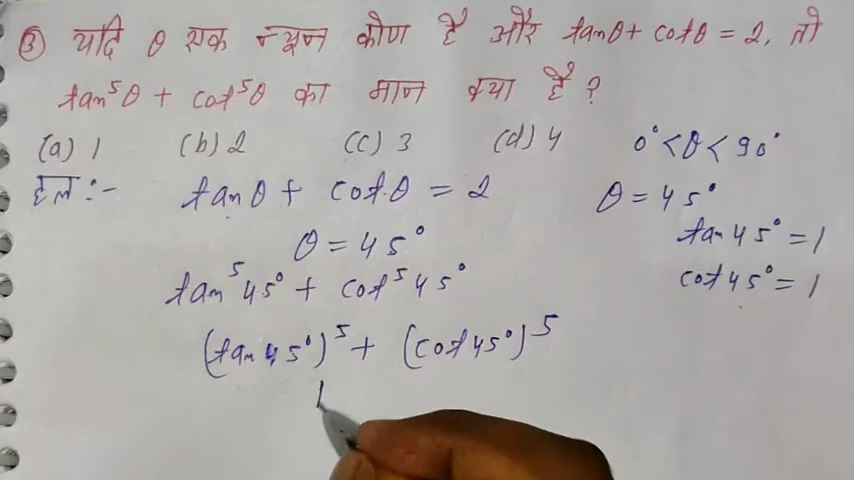 ③ यदि θ एक न्यून कोण है और tanθ + cotθ = 2, तो
tan⁵θ + cot⁵θ का मान क्या है?
(a) 1 (b) 2 (c) 3 (d) 4 0° < θ < 90°
हल :- tanθ + cotθ = 2 θ = 45°
θ = 45° tan 45° = 1
tan⁵45° + cot⁵45° cot 45° = 1
(tan 45°)⁵ + (cot 45°)⁵
1